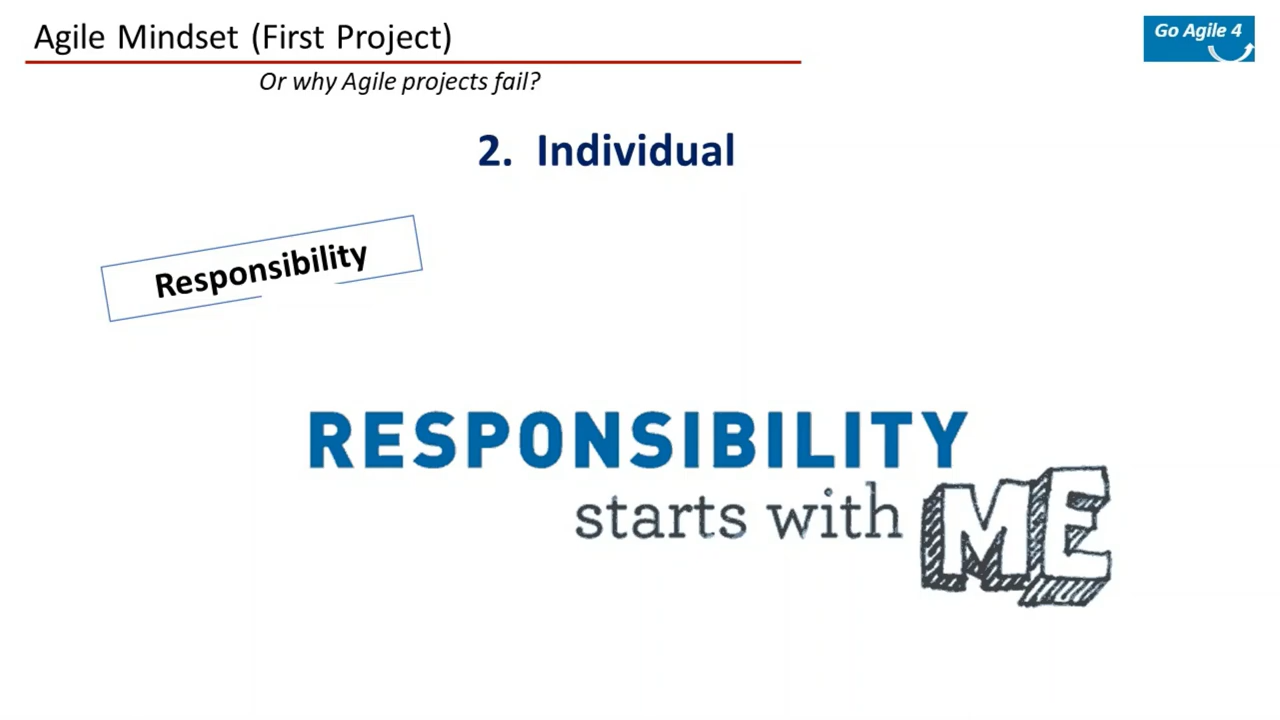 Agile Mindset (First Project)
Go Agile 4
Or why Agile projects fail?
2. Individual
Responsibility
RESPONSIBILITY
starts with ME